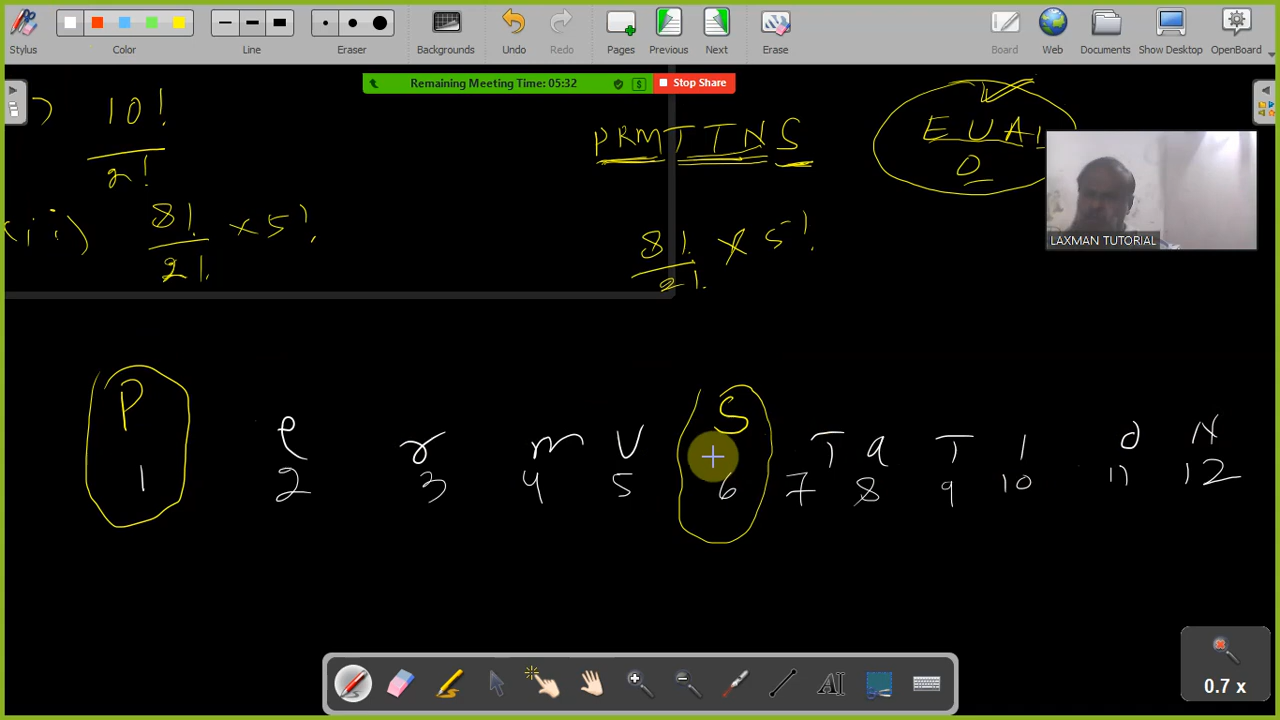 Stylus Color Line Eraser Backgrounds Undo Redo Pages Previous Next Erase Board Web Documents Show Desktop OpenBoard
Remaining Meeting Time: 05:32 Stop Share
) 10!
2!
PRMTTNS
EUAI
O
LAXMAN TUTORIAL
(ii) 8! × 5!
2!
8! × 5!
2!
P e r m U S T a T I O N
1 2 3 4 5 6 7 8 9 10 11 12
0.7 x